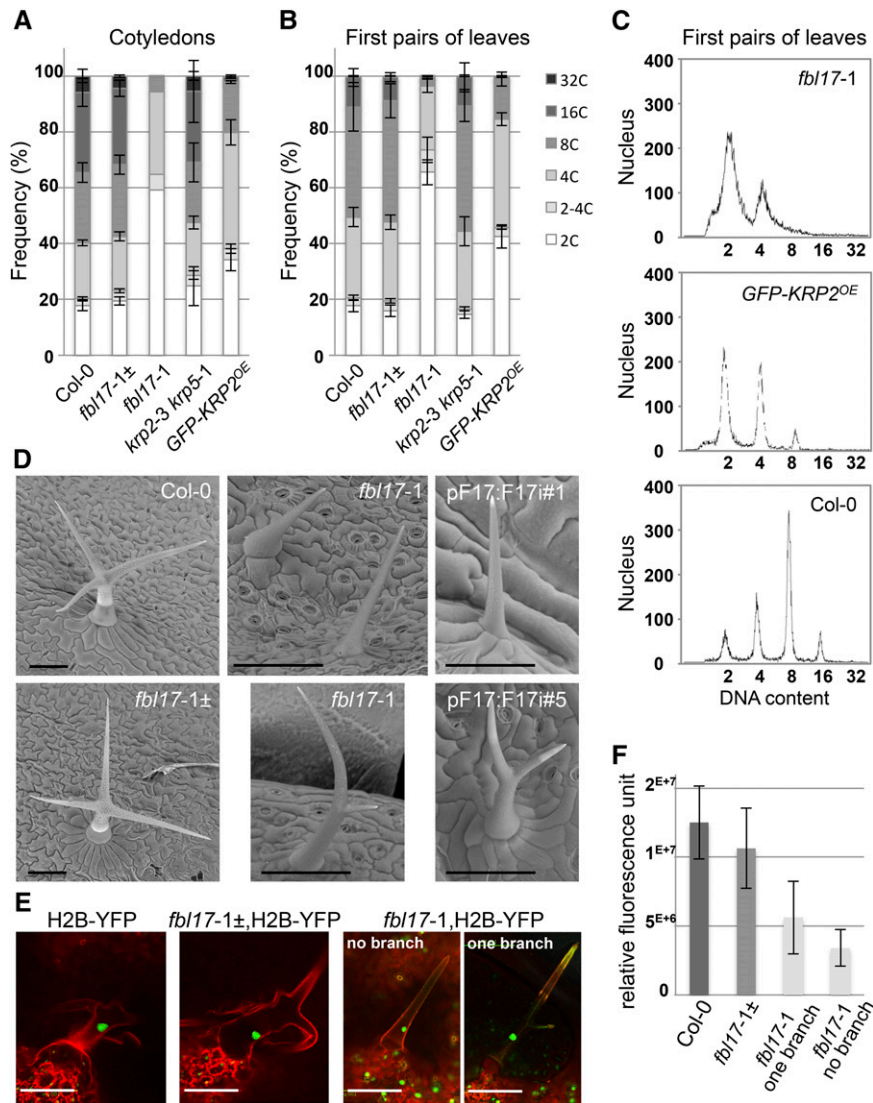 A
Cotyledons
Frequency (%)
100
80
60
40
20
0
Col-0
fbl17-1±
fbl17-1
krp2-3 krp5-1
GFP-KRP2OE
B
First pairs of leaves
Frequency (%)
100
80
60
40
20
0
Col-0
fbl17-1±
fbl17-1
krp2-3 krp5-1
GFP-KRP2OE
32C
16C
8C
4C
2-4C
2C
C
First pairs of leaves
fbl17-1
Nucleus
400
300
200
100
0
2 4 8 16 32
GFP-KRP2OE
Nucleus
400
300
200
100
0
2 4 8 16 32
Col-0
Nucleus
400
300
200
100
0
2 4 8 16 32
DNA content
D
Col-0
fbl17-1
pF17:F17i#1
fbl17-1±
fbl17-1
pF17:F17i#5
E
H2B-YFP
fbl17-1±,H2B-YFP
fbl17-1,H2B-YFP
no branch
one branch
F
relative fluorescence unit
2E+7
1E+7
5E+6
0
Col-0
fbl17-1±
fbl17-1
one branch
fbl17-1
no branch